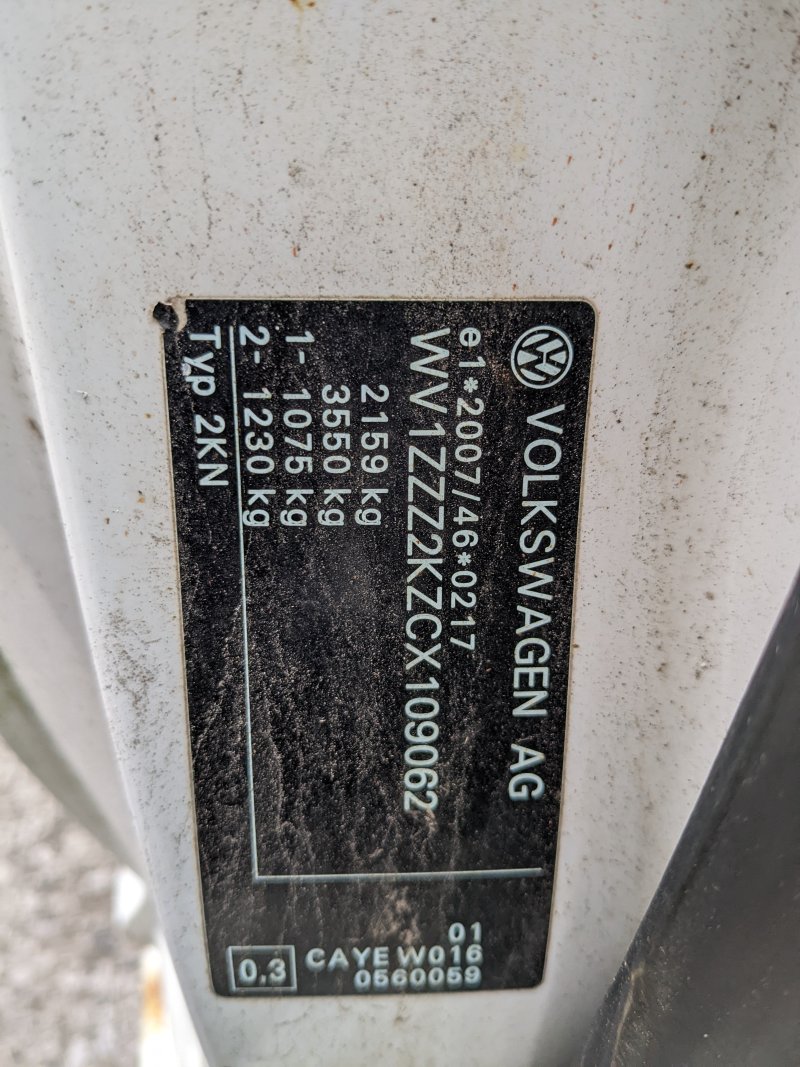 VOLKSWAGEN AG
e1*2007/46*0217
WV1ZZZ2KZCX109062
2159 kg
3550 kg
1- 1075 kg
2- 1230 kg
Typ 2KN
01
CAYE W016
0560059
0,3